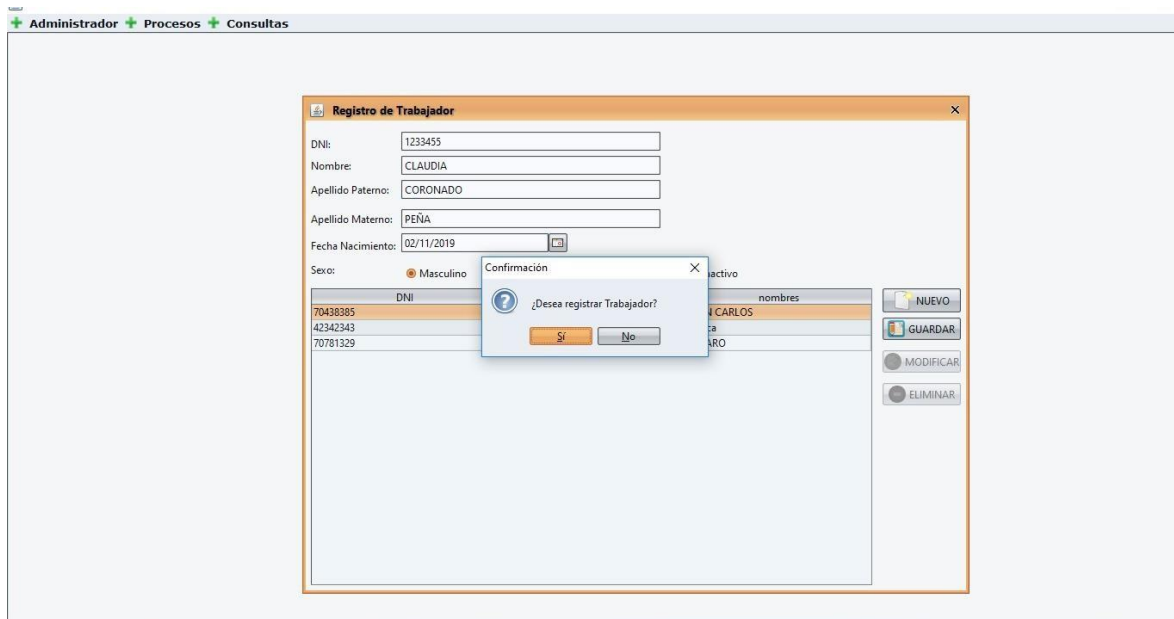 Administrador Procesos Consultas
Registro de Trabajador
DNI: 1233455
Nombre: CLAUDIA
Apellido Paterno: CORONADO
Apellido Materno: PEÑA
Fecha Nacimiento: 02/11/2019
Sexo: Masculino
Confirmación
¿Desea registrar Trabajador?
Sí No
DNI nombres
70438385 CARLOS
42342343
70781329
NUEVO
GUARDAR
MODIFICAR
ELIMINAR